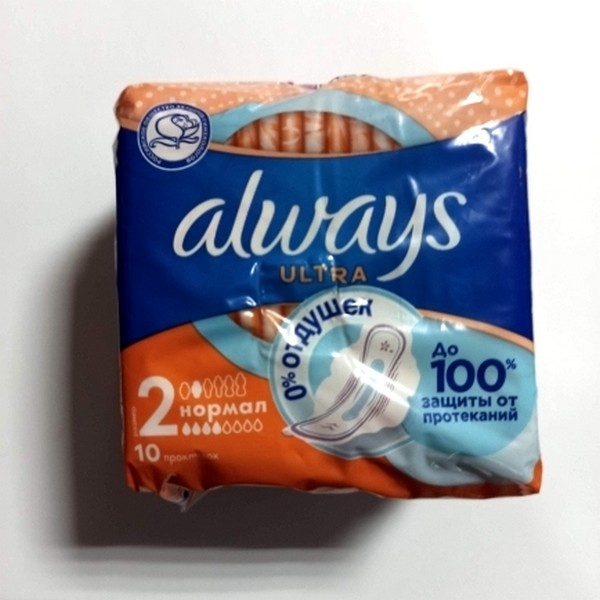 always
ULTRA
0% отдушек
До
100%
защиты от
протеканий
2
нормал
10